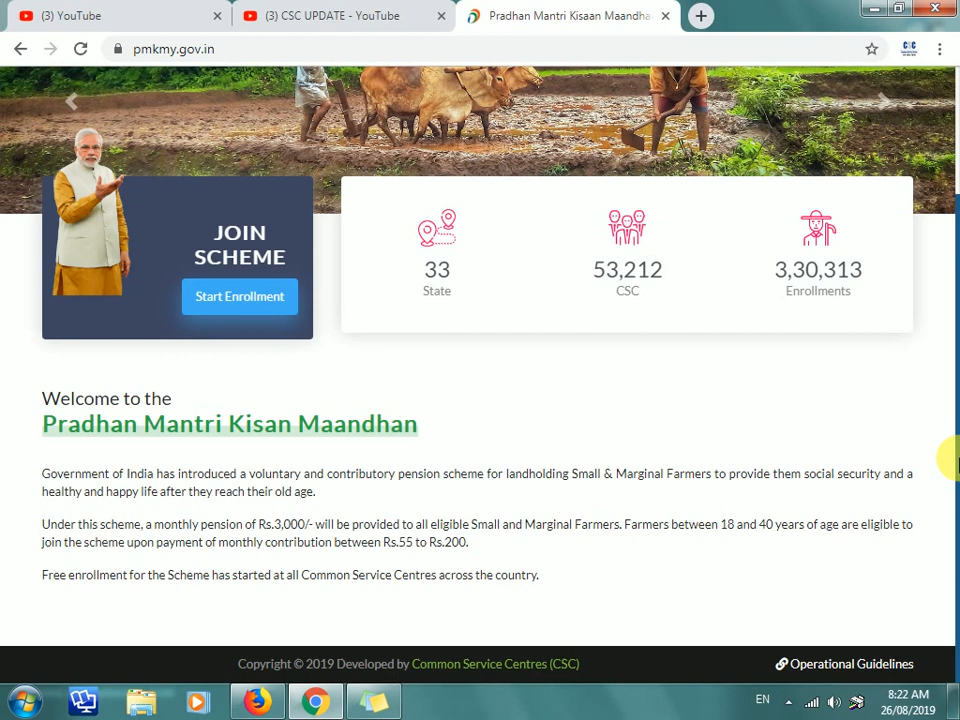 (3) YouTube
(3) CSC UPDATE - YouTube
Pradhan Mantri Kisaan Maandha
pmkmy.gov.in
CSC
JOIN
SCHEME
Start Enrollment
33
State
53,212
CSC
3,30,313
Enrollments
Welcome to the
Pradhan Mantri Kisan Maandhan
Government of India has introduced a voluntary and contributory pension scheme for landholding Small & Marginal Farmers to provide them social security and a
healthy and happy life after they reach their old age.
Under this scheme, a monthly pension of Rs.3,000/- will be provided to all eligible Small and Marginal Farmers. Farmers between 18 and 40 years of age are eligible to
join the scheme upon payment of monthly contribution between Rs.55 to Rs.200.
Free enrollment for the Scheme has started at all Common Service Centres across the country.
Copyright © 2019 Developed by Common Service Centres (CSC)
Operational Guidelines
EN
8:22 AM
26/08/2019